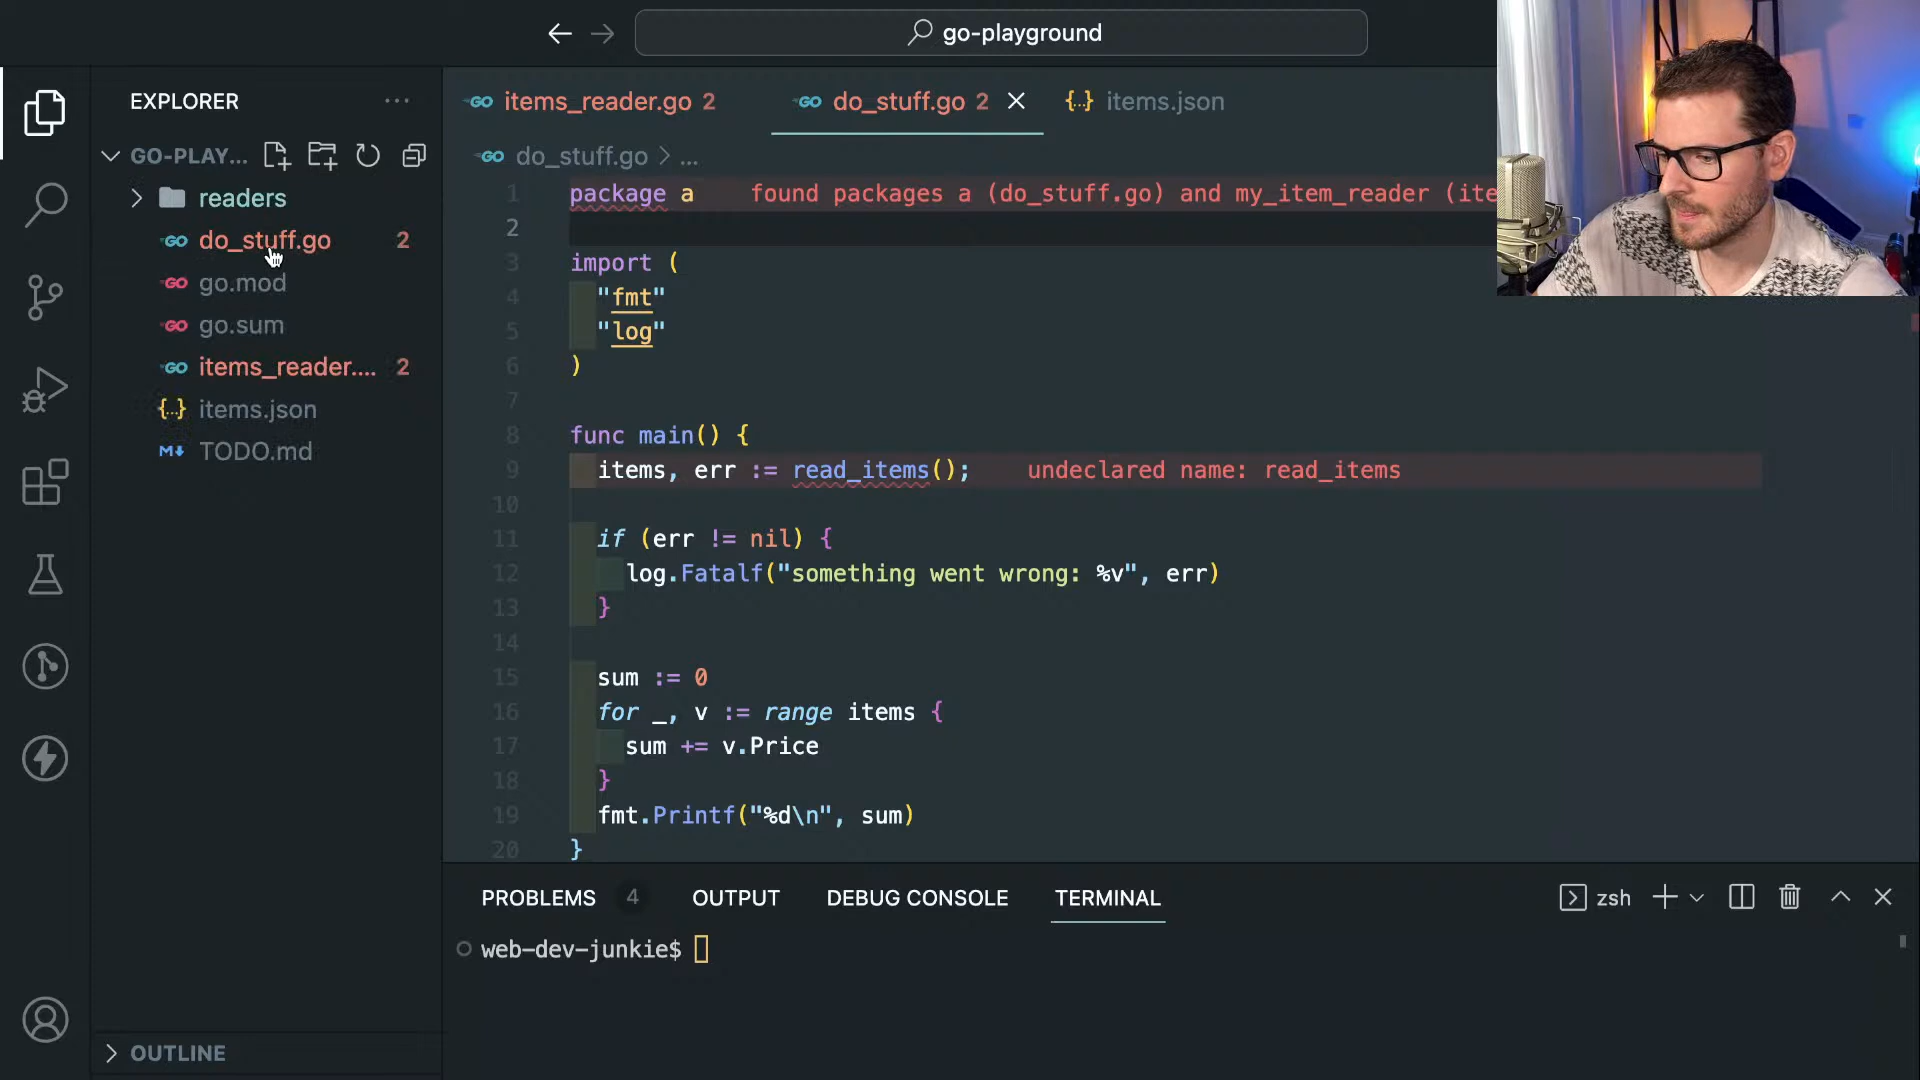 go-playground
EXPLORER
GO-PLAY...
readers
do_stuff.go 2
go.mod
go.sum
items_reader.... 2
items.json
TODO.md
OUTLINE
items_reader.go 2
do_stuff.go 2
{..} items.json
do_stuff.go > ...
1 package a found packages a (do_stuff.go) and my_item_reader (ite
2
3 import (
4 "fmt"
5 "log"
6 )
7
8 func main() {
9 items, err := read_items(); undeclared name: read_items
10
11 if (err != nil) {
12 log.Fatalf("something went wrong: %v", err)
13 }
14
15 sum := 0
16 for _, v := range items {
17 sum += v.Price
18 }
19 fmt.Printf("%d\n", sum)
20 }
PROBLEMS 4 OUTPUT DEBUG CONSOLE TERMINAL
zsh
web-dev-junkie$